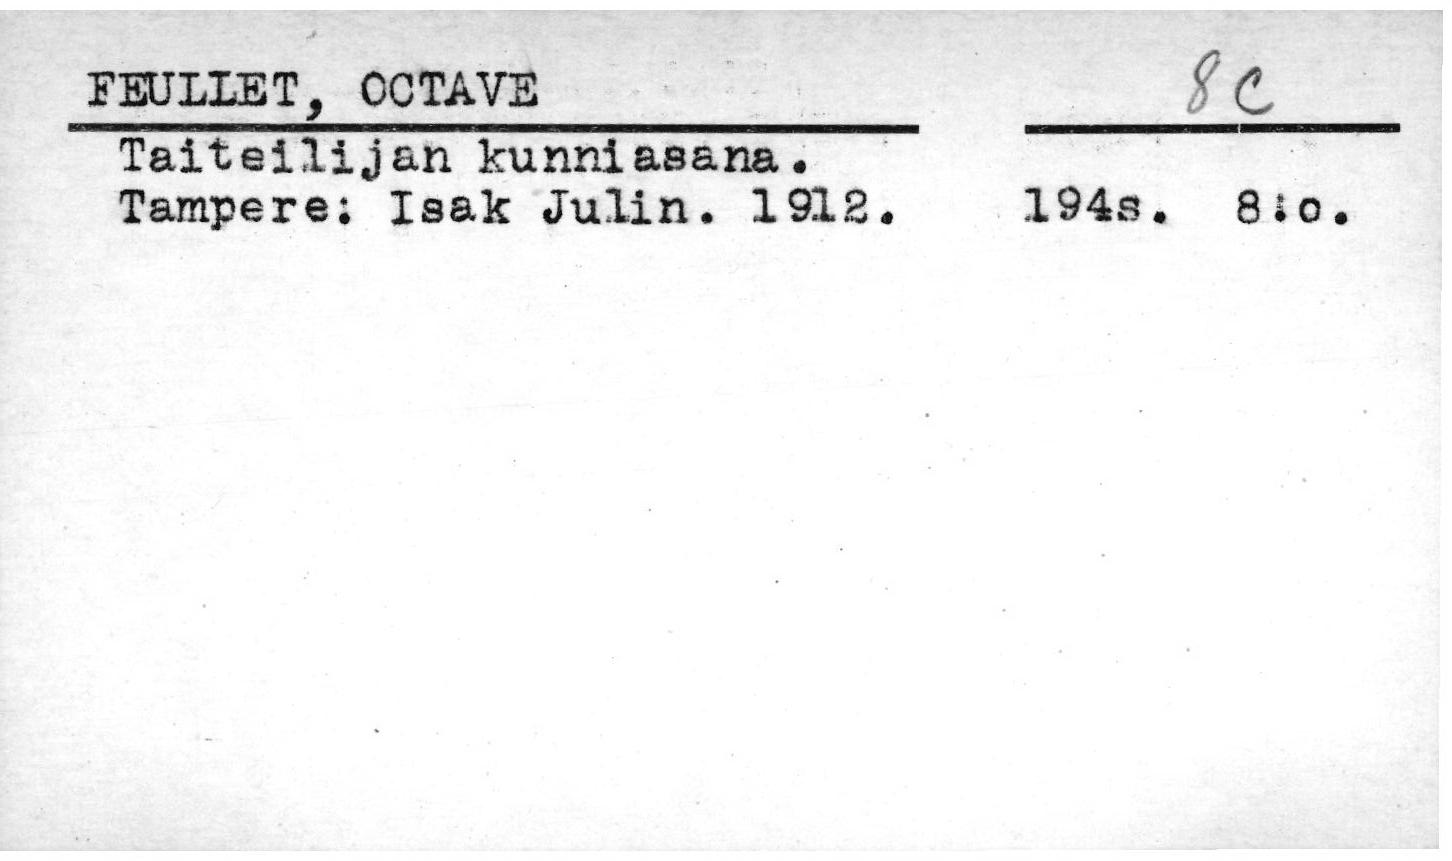 FEULLET, OCTAVE 8c
Taiteilijan kunniasana.
Tampere: Isak Julin. 1912. 194s. 8:o.